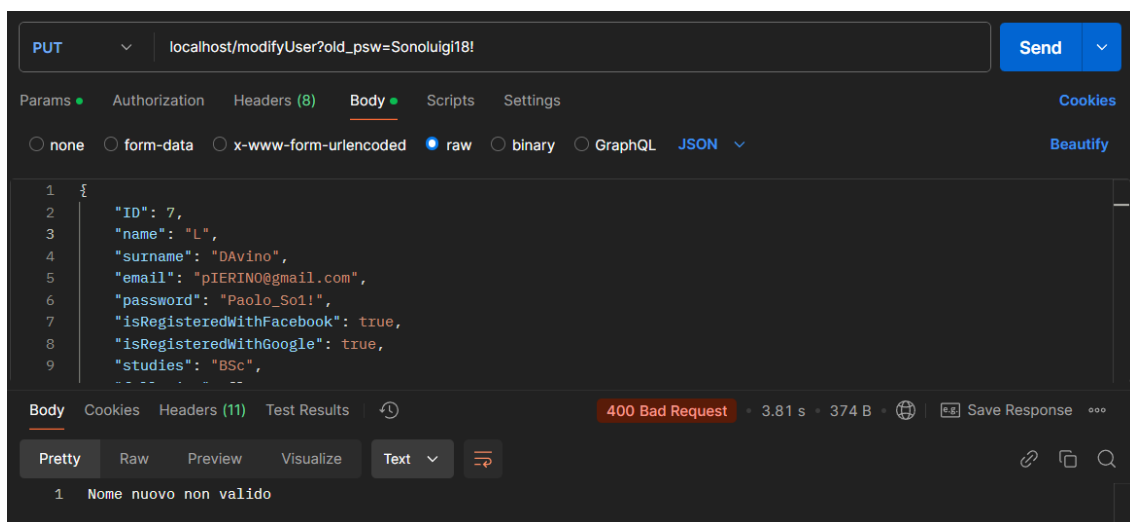 PUT localhost/modifyUser?old_psw=Sonoluigi18! Send
Params Authorization Headers (8) Body Scripts Settings Cookies
none form-data x-www-form-urlencoded raw binary GraphQL JSON Beautify
1 {
2 "ID": 7,
3 "name": "L",
4 "surname": "DAvino",
5 "email": "pIERINO@gmail.com",
6 "password": "Paolo_So1!",
7 "isRegisteredWithFacebook": true,
8 "isRegisteredWithGoogle": true,
9 "studies": "BSc",
Body Cookies Headers (11) Test Results 400 Bad Request • 3.81 s • 374 B • e.g. Save Response
Pretty Raw Preview Visualize Text
1 Nome nuovo non valido